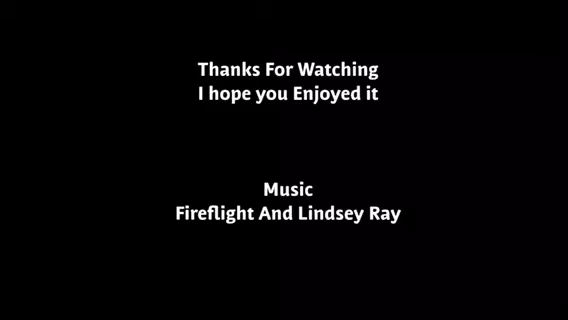 Thanks For Watching
I hope you Enjoyed it
Music
Fireflight And Lindsey Ray